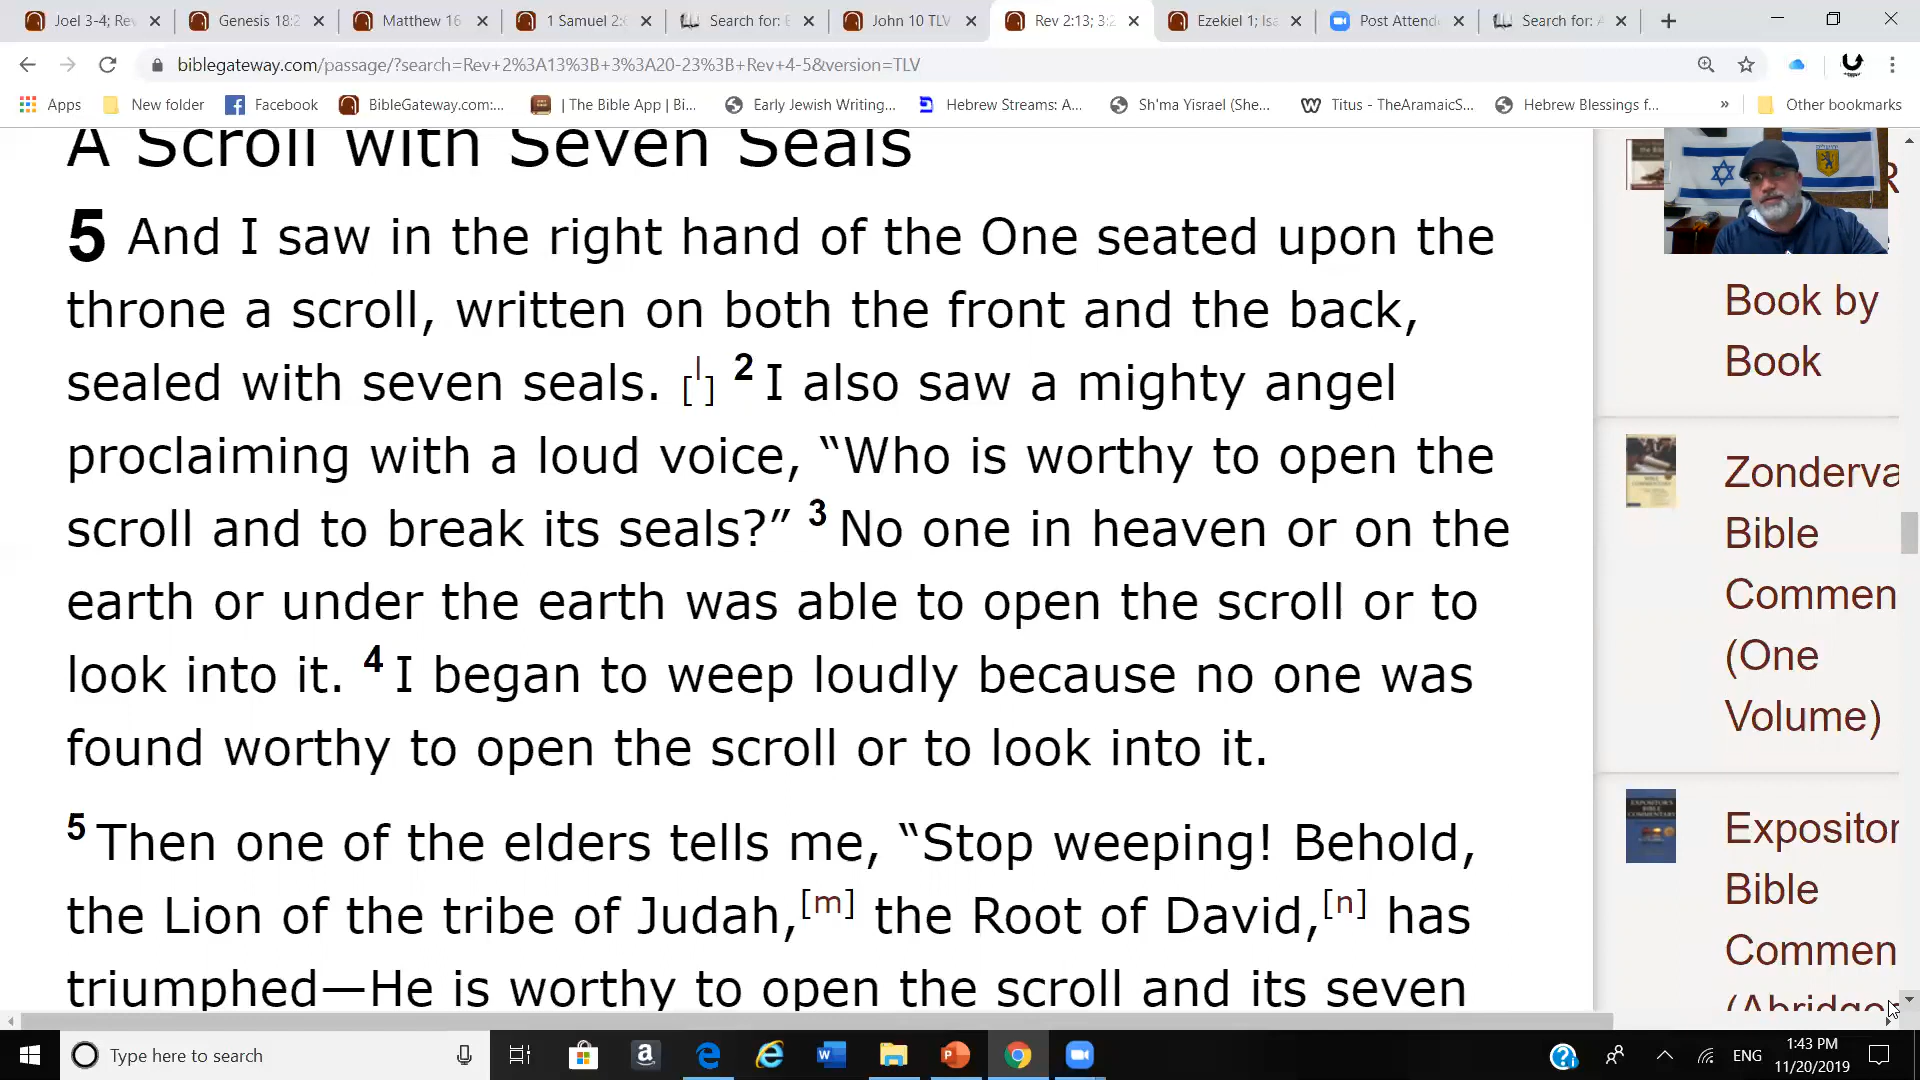 Joel 3-4; Rev
Genesis 18:2
Matthew 16
1 Samuel 2:
Search for:
John 10 TLV
Rev 2:13; 3:2
Ezekiel 1; Isa
Post Attend
Search for:
biblegateway.com/passage/?search=Rev+2%3A13%3B+3%3A20-23%3B+Rev+4-5&version=TLV
Apps
New folder
Facebook
BibleGateway.com:...
| The Bible App | Bi...
Early Jewish Writing...
Hebrew Streams: A...
Sh'ma Yisrael (She...
Titus - TheAramaicS...
Hebrew Blessings f...
»
Other bookmarks
A Scroll with Seven Seals
5 And I saw in the right hand of the One seated upon the
throne a scroll, written on both the front and the back,
sealed with seven seals. [l] 2 I also saw a mighty angel
proclaiming with a loud voice, “Who is worthy to open the
scroll and to break its seals?” 3 No one in heaven or on the
earth or under the earth was able to open the scroll or to
look into it. 4 I began to weep loudly because no one was
found worthy to open the scroll or to look into it.
5 Then one of the elders tells me, “Stop weeping! Behold,
the Lion of the tribe of Judah,[m] the Root of David,[n] has
triumphed—He is worthy to open the scroll and its seven
Book by
Book
Zonderva
Bible
Commen
(One
Volume)
Expositor
Bible
Commen
(Abridge
Type here to search
ENG
1:43 PM
11/20/2019